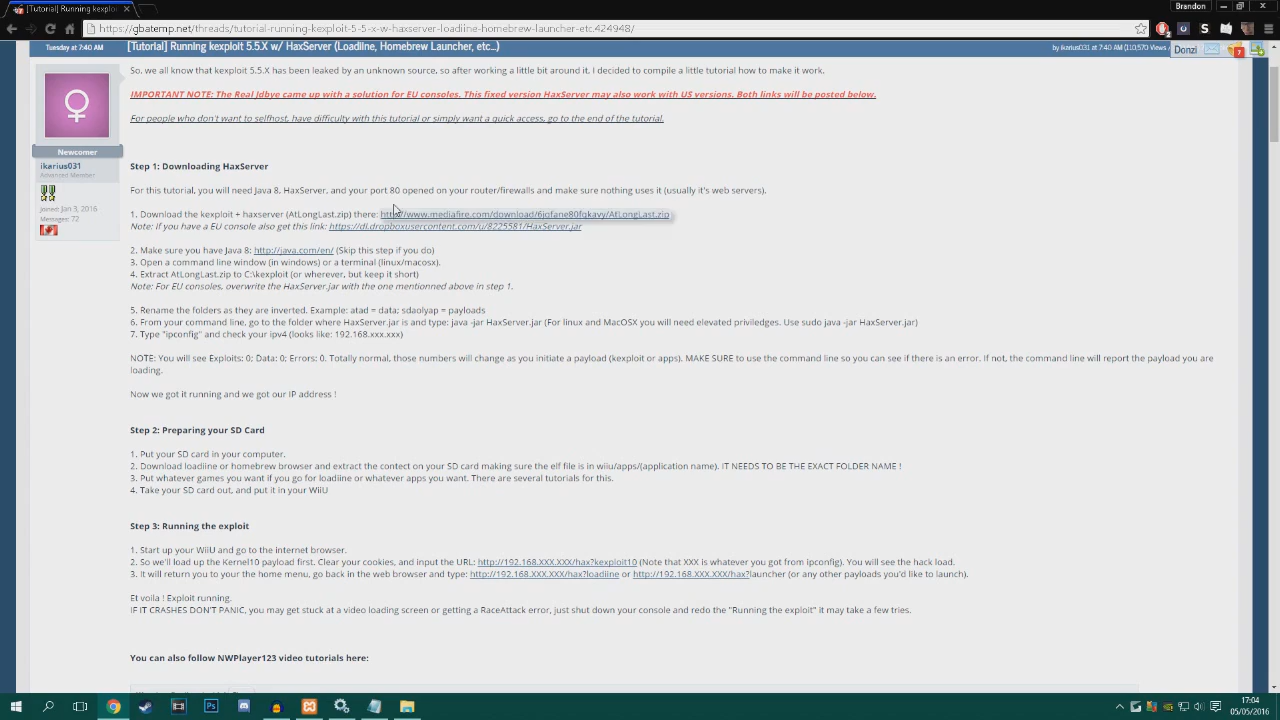 [Tutorial] Running kexploit 5.5.
Brandon
https://gbatemp.net/threads/tutorial-running-kexploit-5-5-x-w-haxserver-loadiine-homebrew-launcher-etc.424948/
Tuesday at 7:40 AM
[Tutorial] Running kexploit 5.5.X w/ HaxServer (Loadiine, Homebrew Launcher, etc...)
by ikarius031 at 7:40 AM (110,570 Views /
Donzi
7
So, we all know that kexploit 5.5.X has been leaked by an unknown source, so after working a little bit around it, I decided to compile a little tutorial how to make it work.
IMPORTANT NOTE: The Real Jdbye came up with a solution for EU consoles. This fixed version HaxServer may also work with US versions. Both links will be posted below.
For people who don't want to selfhost, have difficulty with this tutorial or simply want a quick access, go to the end of the tutorial.
Newcomer
ikarius031
Advanced Member
Joined: Jan 3, 2016
Messages: 72
Step 1: Downloading HaxServer
For this tutorial, you will need Java 8, HaxServer, and your port 80 opened on your router/firewalls and make sure nothing uses it (usually it's web servers).
1. Download the kexploit + haxserver (AtLongLast.zip) there: http://www.mediafire.com/download/6jqfane80fqkavy/AtLongLast.zip
Note: If you have a EU console also get this link: https://dl.dropboxusercontent.com/u/8225581/HaxServer.jar
2. Make sure you have Java 8: http://java.com/en/ (Skip this step if you do)
3. Open a command line window (in windows) or a terminal (linux/macosx).
4. Extract AtLongLast.zip to C:\kexploit (or wherever, but keep it short)
Note: For EU consoles, overwrite the HaxServer.jar with the one mentionned above in step 1.
5. Rename the folders as they are inverted. Example: atad = data; sdaolyap = payloads
6. From your command line, go to the folder where HaxServer.jar is and type: java -jar HaxServer.jar (For linux and MacOSX you will need elevated priviledges. Use sudo java -jar HaxServer.jar)
7. Type "ipconfig" and check your ipv4 (looks like: 192.168.xxx.xxx)
NOTE: You will see Exploits: 0; Data: 0; Errors: 0. Totally normal, those numbers will change as you initiate a payload (kexploit or apps). MAKE SURE to use the command line so you can see if there is an error. If not, the command line will report the payload you are
loading.
Now we got it running and we got our IP address !
Step 2: Preparing your SD Card
1. Put your SD card in your computer.
2. Download loadiine or homebrew browser and extract the contect on your SD card making sure the elf file is in wiiu/apps/(application name). IT NEEDS TO BE THE EXACT FOLDER NAME !
3. Put whatever games you want if you go for loadiine or whatever apps you want. There are several tutorials for this.
4. Take your SD card out, and put it in your WiiU
Step 3: Running the exploit
1. Start up your WiiU and go to the internet browser.
2. So we'll load up the Kernel10 payload first. Clear your cookies, and input the URL: http://192.168.XXX.XXX/hax?kexploit10 (Note that XXX is whatever you got from ipconfig). You will see the hack load.
3. It will return you to the home menu, go back in the web browser and type: http://192.168.XXX.XXX/hax?loadiine or http://192.168.XXX.XXX/hax?launcher (or any other payloads you'd like to launch).
Et voila ! Exploit running.
IF IT CRASHES DON'T PANIC, you may get stuck at a video loading screen or getting a RaceAttack error, just shut down your console and redo the "Running the exploit" it may take a few tries.
You can also follow NWPlayer123 video tutorials here:
17:04
05/05/2016